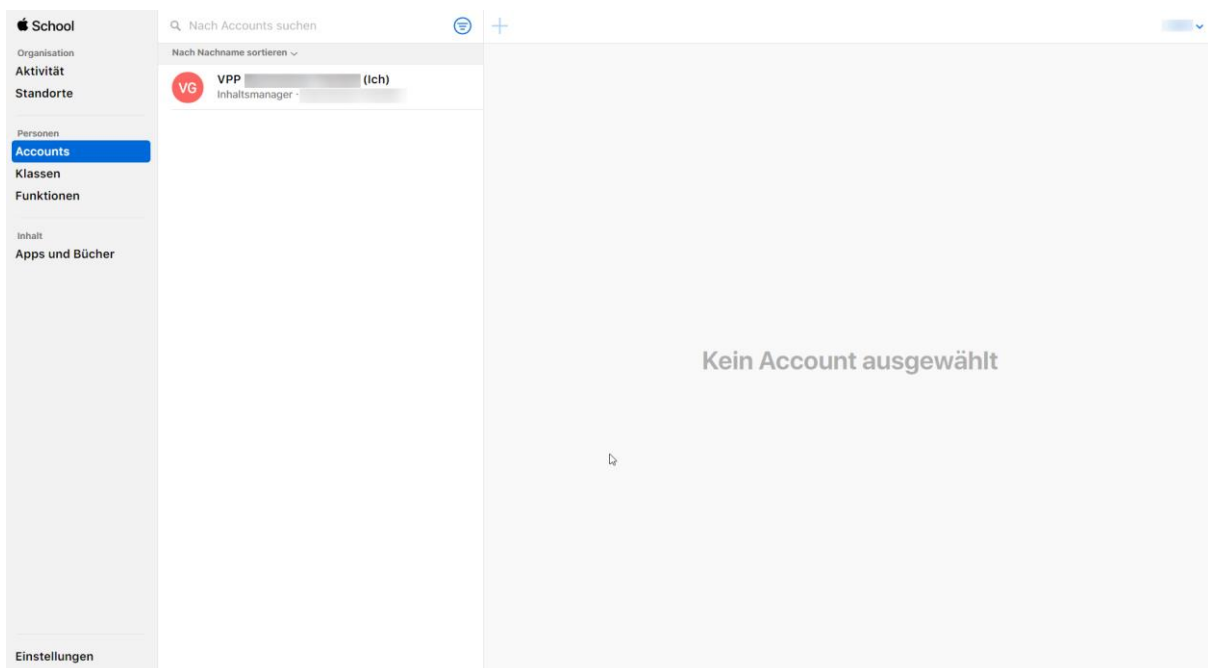 School
Organisation
Aktivität
Standorte
Personen
Accounts
Klassen
Funktionen
Inhalt
Apps und Bücher
Einstellungen
Nach Accounts suchen
Nach Nachname sortieren
VG
VPP (Ich)
Inhaltsmanager ·
Kein Account ausgewählt